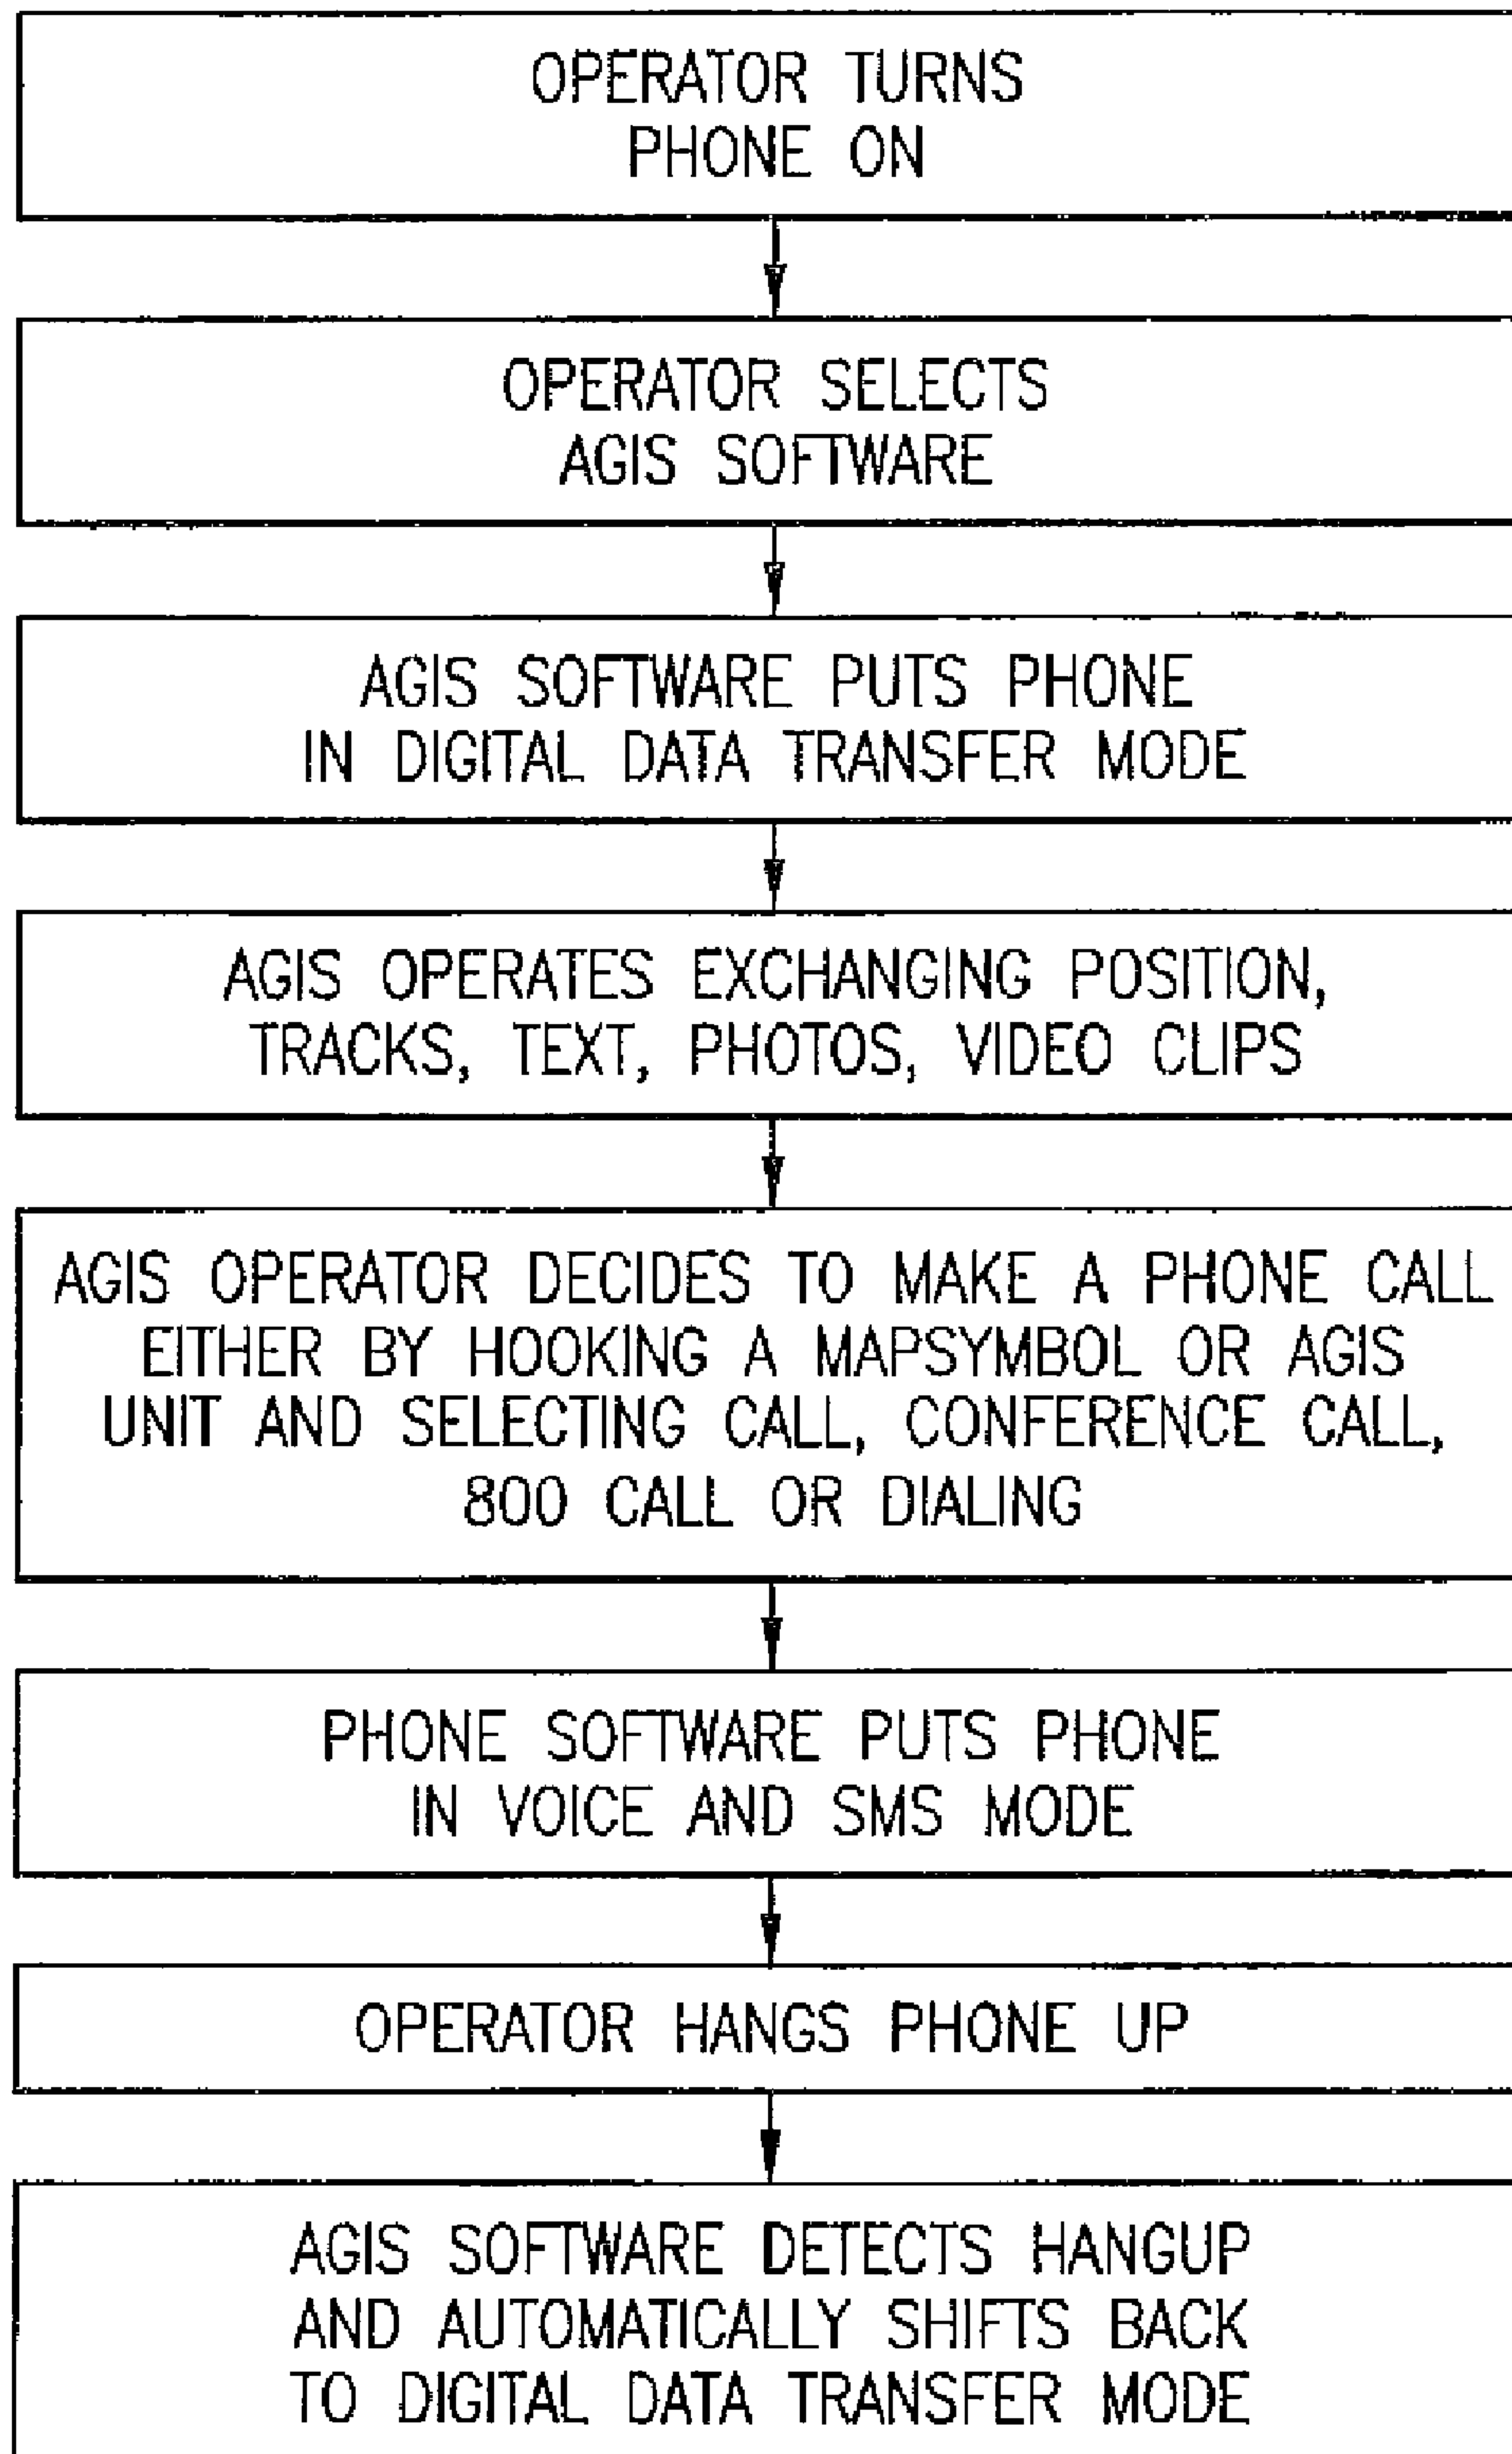 OPERATOR TURNS
PHONE ON
OPERATOR SELECTS
AGIS SOFTWARE
AGIS SOFTWARE PUTS PHONE
IN DIGITAL DATA TRANSFER MODE
AGIS OPERATES EXCHANGING POSITION,
TRACKS, TEXT, PHOTOS, VIDEO CLIPS
AGIS OPERATOR DECIDES TO MAKE A PHONE CALL
EITHER BY HOOKING A MAPSYMBOL OR AGIS
UNIT AND SELECTING CALL, CONFERENCE CALL,
800 CALL OR DIALING
PHONE SOFTWARE PUTS PHONE
IN VOICE AND SMS MODE
OPERATOR HANGS PHONE UP
AGIS SOFTWARE DETECTS HANGUP
AND AUTOMATICALLY SHIFTS BACK
TO DIGITAL DATA TRANSFER MODE